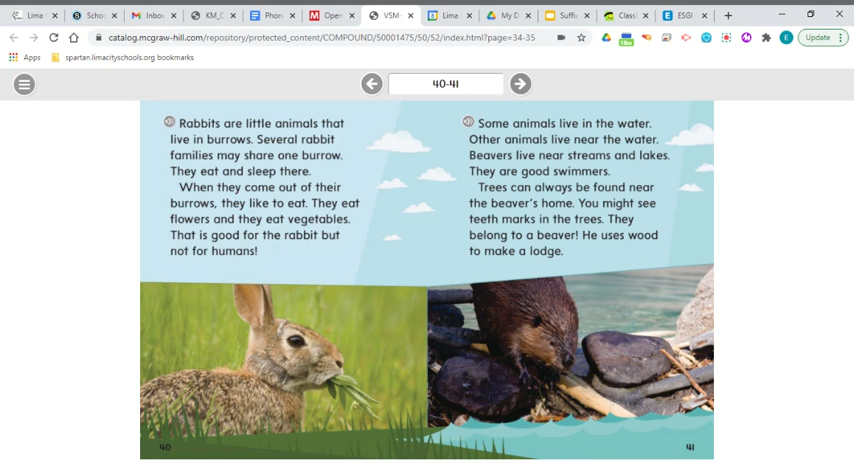 Lima
Schoo
Inbox
KM_C
Phon
Open
VSM-
Lima
My D
Suffix
Classl
ESGI
catalog.mcgraw-hill.com/repository/protected_content/COMPOUND/50001475/50/52/index.html?page=34-35
E
Update
Apps
spartan.limacityschools.org bookmarks
40-41
Rabbits are little animals that
live in burrows. Several rabbit
families may share one burrow.
They eat and sleep there.
When they come out of their
burrows, they like to eat. They eat
flowers and they eat vegetables.
That is good for the rabbit but
not for humans!
40
Some animals live in the water.
Other animals live near the water.
Beavers live near streams and lakes.
They are good swimmers.
Trees can always be found near
the beaver's home. You might see
teeth marks in the trees. They
belong to a beaver! He uses wood
to make a lodge.
41